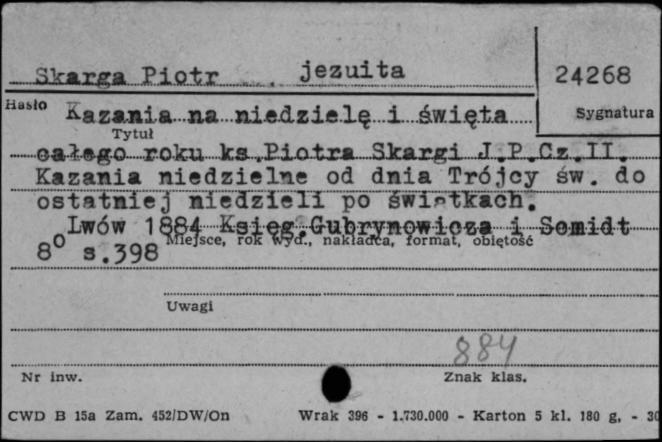 Skarga Piotr jezuita
24268
Hasło
Sygnatura
Kazania na niedzielę i święta
Tytuł
całego roku ks.Piotra Skargi J.P.Cz.II.
Kazania niedzielne od dnia Trójcy św. do
ostatniej niedzieli po świątkach.
Lwów 1884 Księg.Gubrynowicza i Somidt
Miejsce, rok wyd., nakładca, format, objętość
8o s.398
Uwagi
884
Nr inw.
Znak klas.
CWD B 15a Zam. 452/DW/On Wrak 396 - 1.730.000 - Karton 5 kl. 180 g, - 30